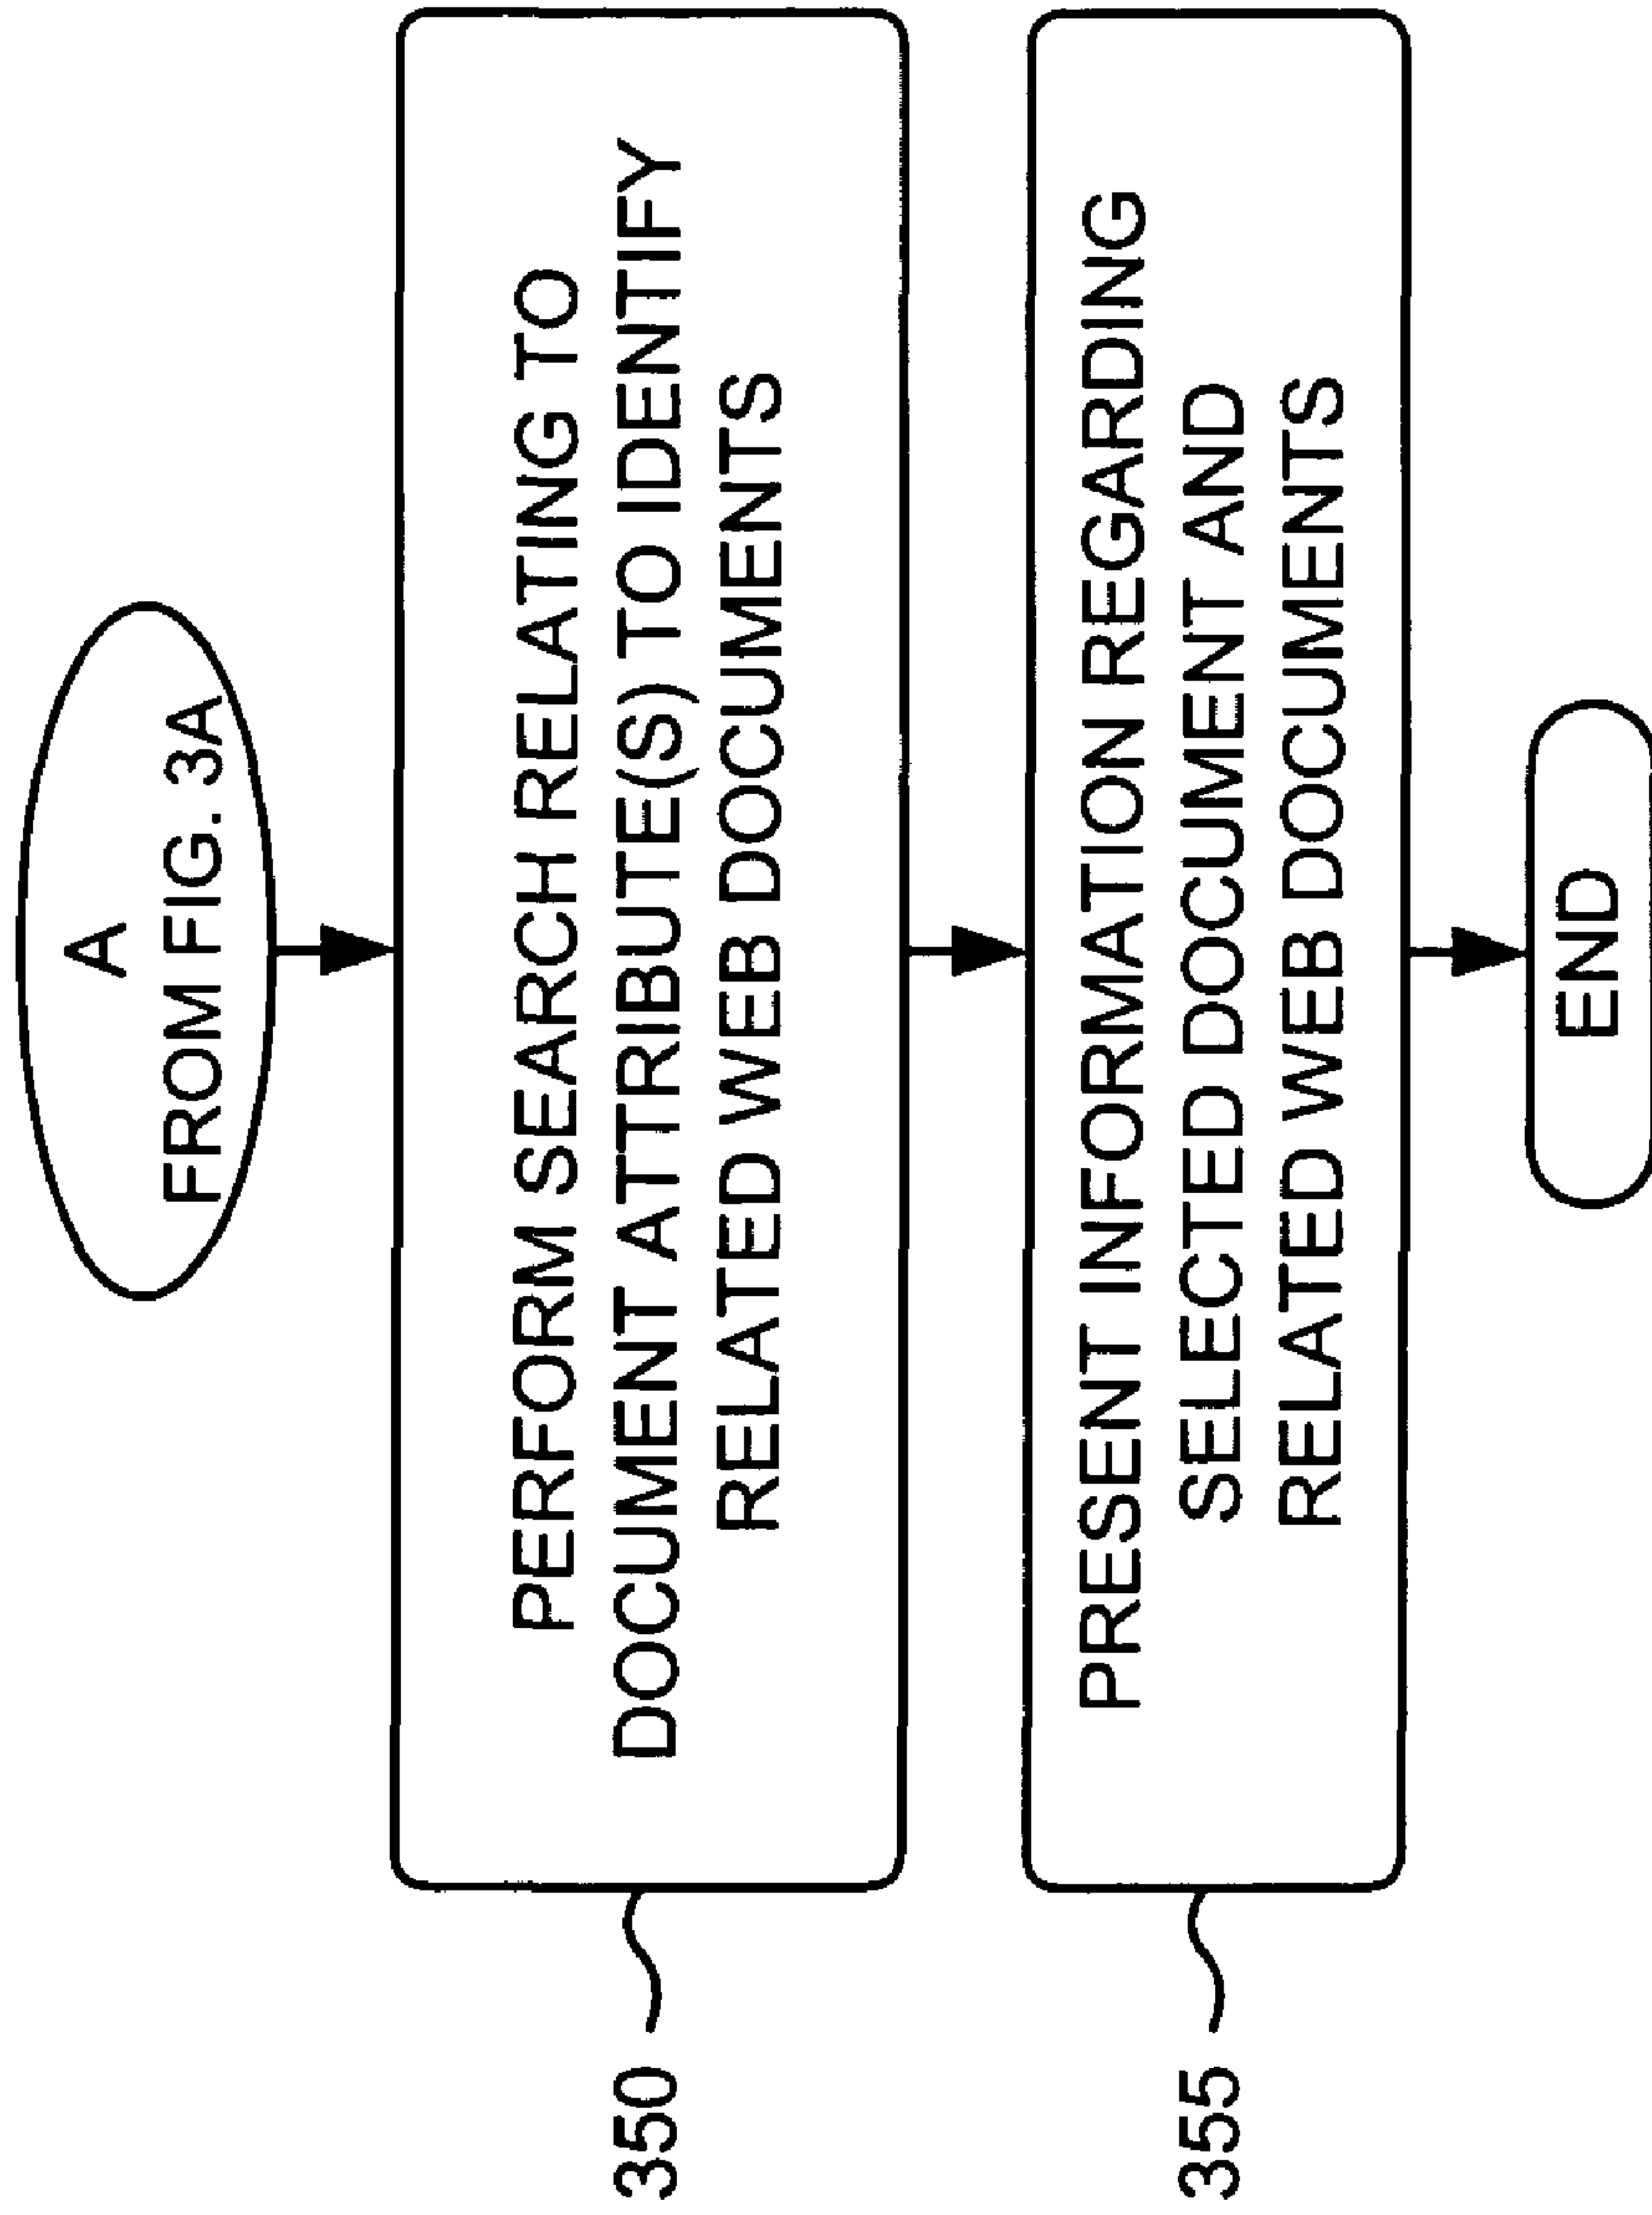 A
FROM FIG. 3A
PERFORM SEARCH RELATING TO
DOCUMENT ATTRIBUTE(S) TO IDENTIFY
RELATED WEB DOCUMENTS
350
PRESENT INFORMATION REGARDING
SELECTED DOCUMENT AND
RELATED WEB DOCUMENTS
355
END